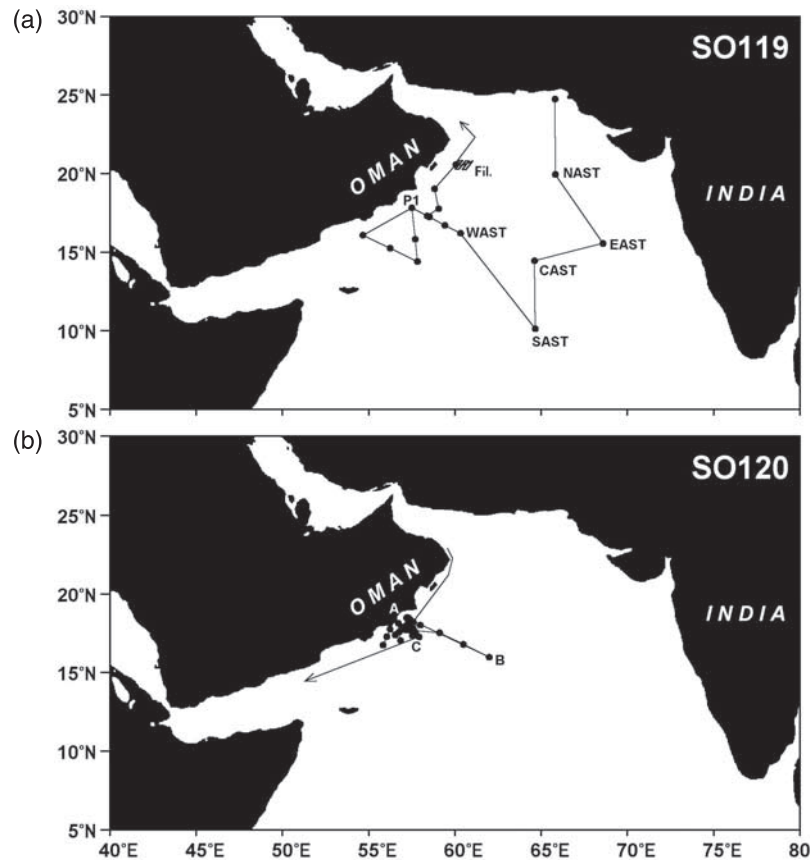 (a)
30°N
25°N
20°N
15°N
10°N
5°N
SO119
OMAN
INDIA
Fil.
P1
NAST
WAST
EAST
CAST
SAST
(b)
30°N
25°N
20°N
15°N
10°N
5°N
SO120
OMAN
INDIA
A
B
C
40°E
45°E
50°E
55°E
60°E
65°E
70°E
75°E
80